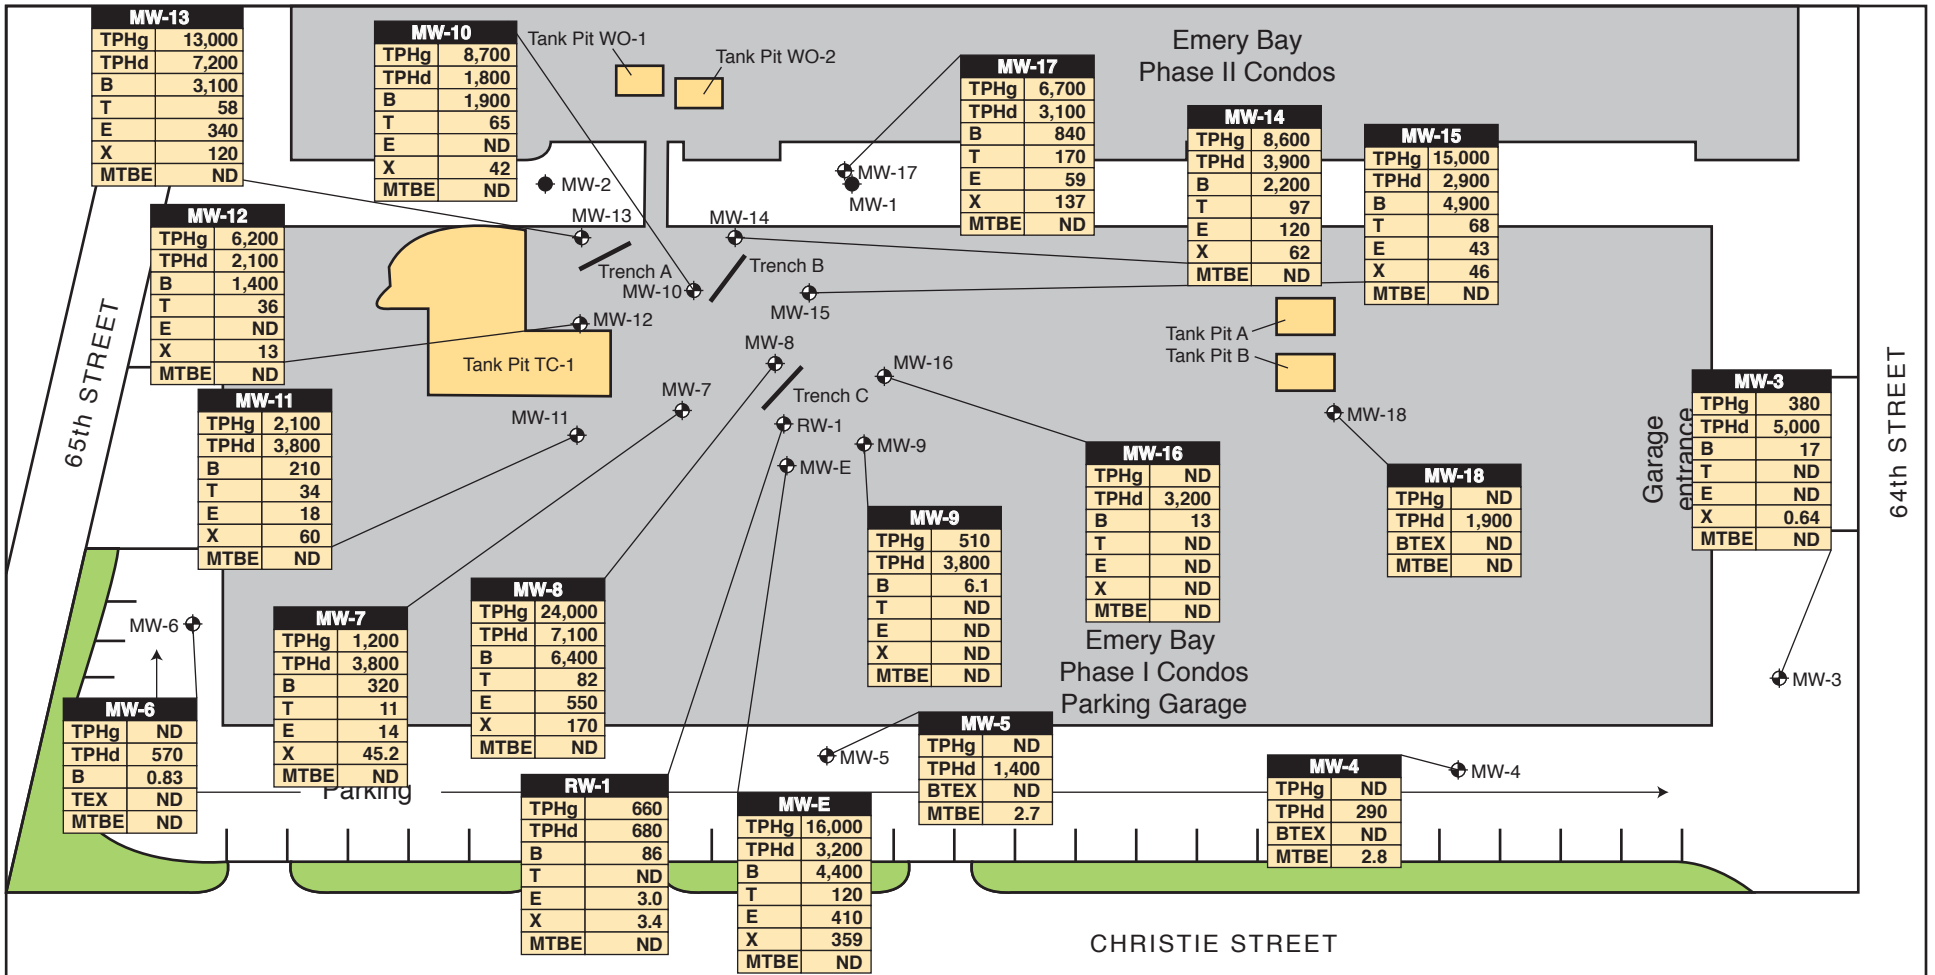 MW-13
TPHg 13,000
TPHd 7,200
B 3,100
T 58
E 340
X 120
MTBE ND
MW-10
TPHg 8,700
TPHd 1,800
B 1,900
T 65
E ND
X 42
MTBE ND
Tank Pit WO-1
Tank Pit WO-2
MW-17
TPHg 6,700
TPHd 3,100
B 840
T 170
E 59
X 137
MTBE ND
Emery Bay
Phase II Condos
MW-14
TPHg 8,600
TPHd 3,900
B 2,200
T 97
E 120
X 62
MTBE ND
MW-15
TPHg 15,000
TPHd 2,900
B 4,900
T 68
E 43
X 46
MTBE ND
MW-2
MW-17
MW-1
MW-13
MW-14
MW-12
TPHg 6,200
TPHd 2,100
B 1,400
T 36
E ND
X 13
MTBE ND
Trench A
Trench B
MW-10
MW-15
MW-12
Tank Pit TC-1
MW-8
MW-16
Tank Pit A
Tank Pit B
65th STREET
64th STREET
MW-11
TPHg 2,100
TPHd 3,800
B 210
T 34
E 18
X 60
MTBE ND
MW-7
Trench C
MW-11
RW-1
MW-9
MW-E
MW-18
Garage
entrance
MW-3
TPHg 380
TPHd 5,000
B 17
T ND
E ND
X 0.64
MTBE ND
MW-16
TPHg ND
TPHd 3,200
B 13
T ND
E ND
X ND
MTBE ND
MW-18
TPHg ND
TPHd 1,900
BTEX ND
MTBE ND
MW-9
TPHg 510
TPHd 3,800
B 6.1
T ND
E ND
X ND
MTBE ND
MW-8
TPHg 24,000
TPHd 7,100
B 6,400
T 82
E 550
X 170
MTBE ND
MW-7
TPHg 1,200
TPHd 3,800
B 320
T 11
E 14
X 45.2
MTBE ND
MW-6
Emery Bay
Phase I Condos
Parking Garage
MW-3
MW-6
TPHg ND
TPHd 570
B 0.83
TEX ND
MTBE ND
Parking
MW-5
MW-5
TPHg ND
TPHd 1,400
BTEX ND
MTBE 2.7
MW-4
TPHg ND
TPHd 290
BTEX ND
MTBE 2.8
MW-4
RW-1
TPHg 660
TPHd 680
B 86
T ND
E 3.0
X 3.4
MTBE ND
MW-E
TPHg 16,000
TPHd 3,200
B 4,400
T 120
E 410
X 359
MTBE ND
CHRISTIE STREET